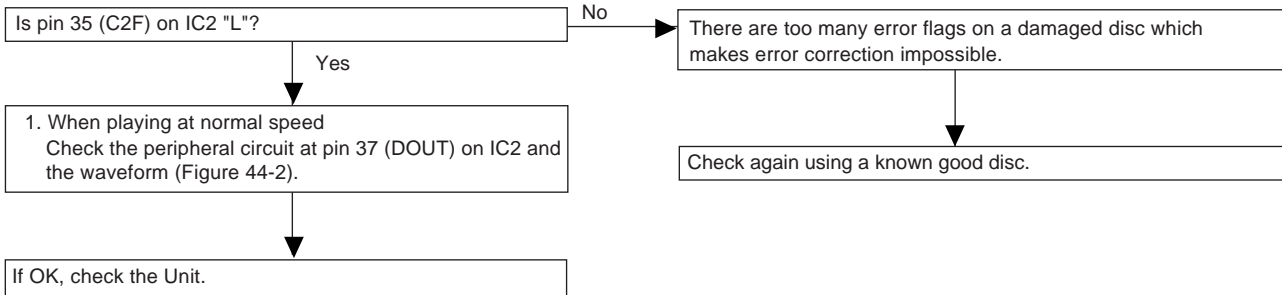 Is pin 35 (C2F) on IC2 "L"?
No
There are too many error flags on a damaged disc which
makes error correction impossible.
Yes
1. When playing at normal speed
Check the peripheral circuit at pin 37 (DOUT) on IC2 and
the waveform (Figure 44-2).
Check again using a known good disc.
If OK, check the Unit.